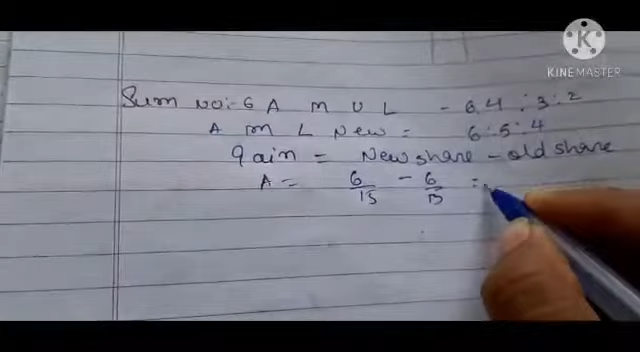 KINEMASTER
Sum No:- 6 A M U L - 6.4 : 3 : 2
A M L New = 6 : 5 : 4
Gain = New share - old share
A = 6/15 - 6/15 =